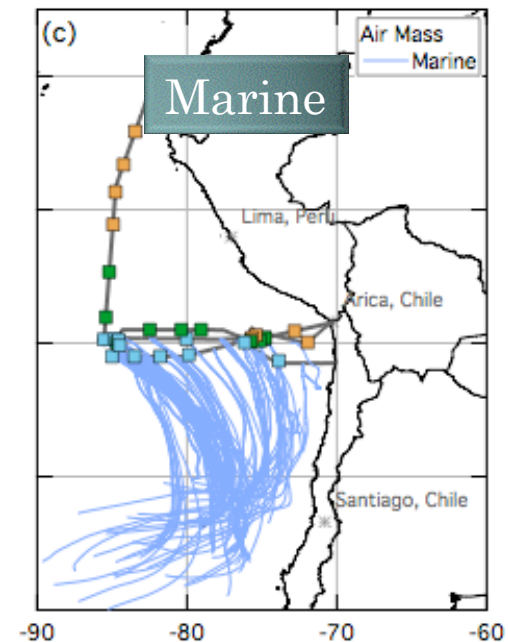 (c)
Air Mass
Marine
Marine
Lima, Peru
Arica, Chile
Santiago, Chile
-90 -80 -70 -60